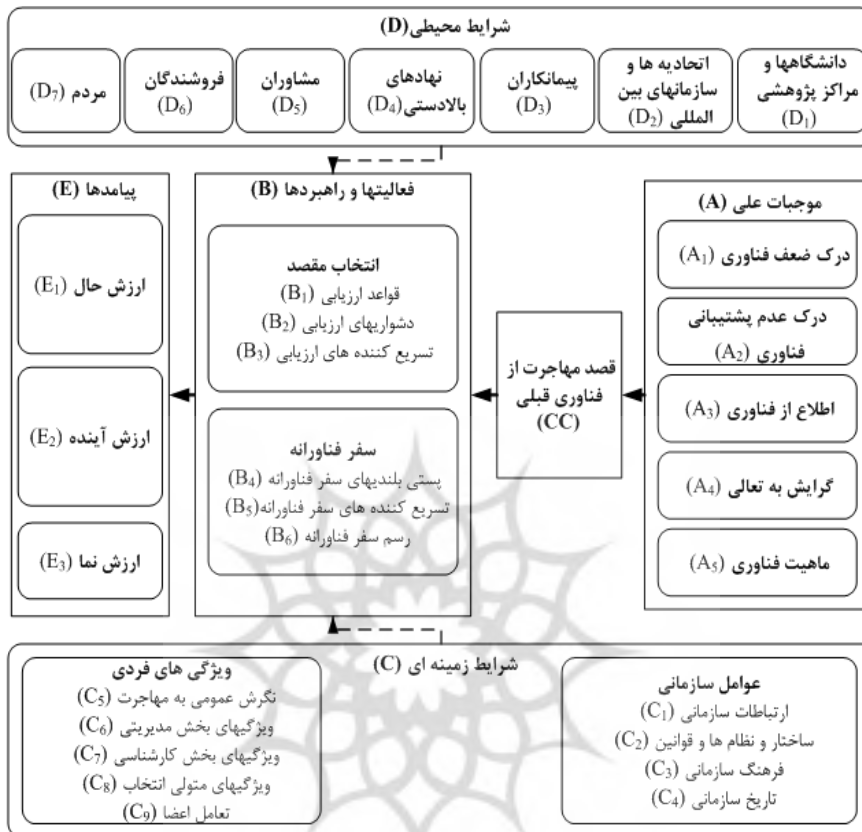 شرایط محیطی(D)
دانشگاهها و
مراکز پژوهشی
(D₁)
اتحادیه ها و
سازمانهای بین
المللی (D₂)
پیمانکاران
(D₃)
نهادهای
بالادستی(D₄)
مشاوران
(D₅)
فروشندگان
(D₆)
مردم (D₇)
موجبات علی (A)
درک ضعف فناوری (A₁)
درک عدم پشتیبانی
فناوری (A₂)
اطلاع از فناوری (A₃)
گرایش به تعالی (A₄)
ماهیت فناوری (A₅)
قصد مهاجرت از
فناوری قبلی
(CC)
فعالیتها و راهبردها (B)
انتخاب مقصد
قواعد ارزیابی (B₁)
دشواریهای ارزیابی (B₂)
تسریع کننده های ارزیابی (B₃)
سفر فناورانه
پستی بلندیهای سفر فناورانه (B₄)
تسریع کننده های سفر فناورانه(B₅)
رسم سفر فناورانه (B₆)
پیامدها (E)
ارزش حال (E₁)
ارزش آینده (E₂)
ارزش نما (E₃)
شرایط زمینه ای (C)
عوامل سازمانی
ارتباطات سازمانی (C₁)
ساختار و نظام ها و قوانین (C₂)
فرهنگ سازمانی (C₃)
تاریخ سازمانی (C₄)
ویژگی های فردی
نگرش عمومی به مهاجرت (C₅)
ویژگیهای بخش مدیریتی (C₆)
ویژگیهای بخش کارشناسی (C₇)
ویژگیهای متولی انتخاب (C₈)
تعامل اعضا (C₉)